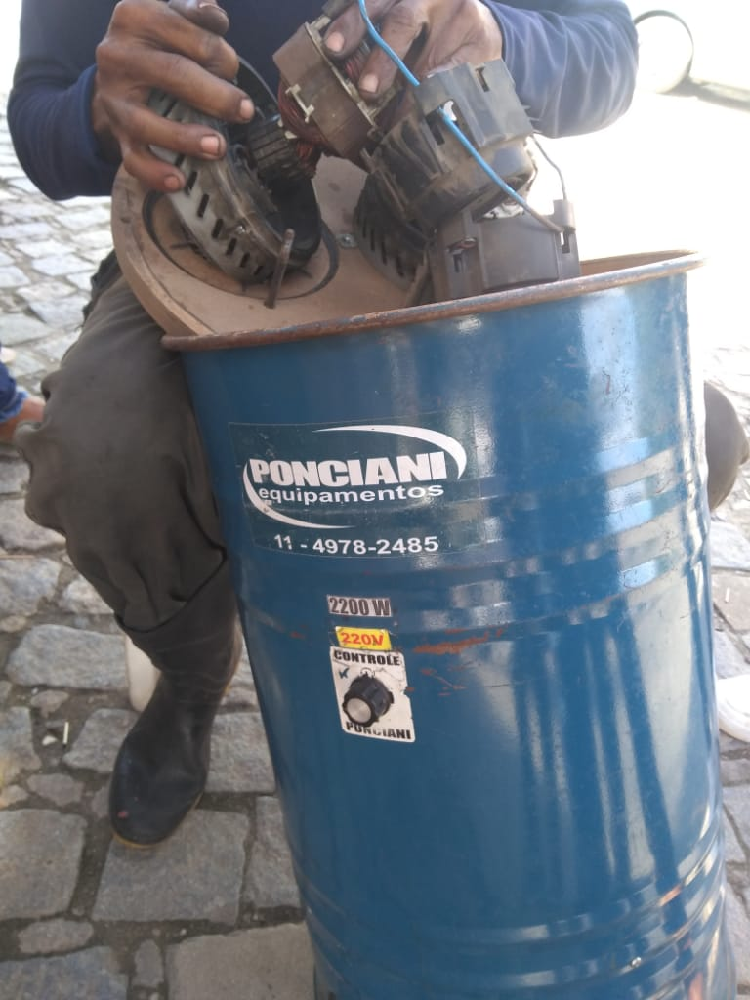 PONCIANI
equipamentos
11 - 4978-2485
2200 W
220V
CONTROLE
PONCIANI